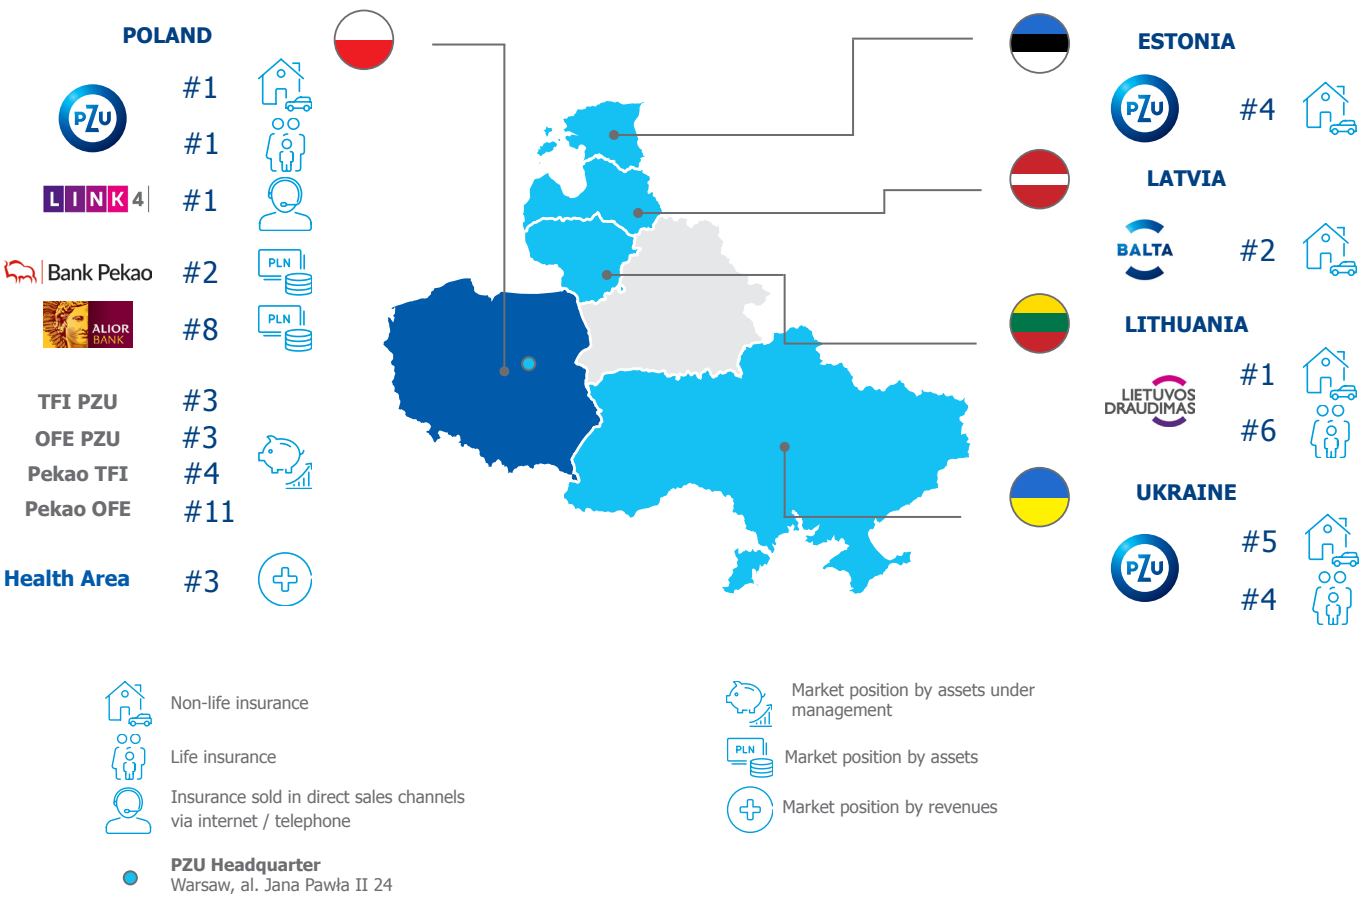 POLAND
PZU
#1
#1
LINK4
#1
Bank Pekao
#2
PLN
ALIOR
BANK
#8
PLN
TFI PZU
#3
OFE PZU
#3
Pekao TFI
#4
Pekao OFE
#11
Health Area
#3
ESTONIA
PZU
#4
LATVIA
BALTA
#2
LITHUANIA
LIETUVOS
DRAUDIMAS
#1
#6
UKRAINE
PZU
#5
#4
Non-life insurance
Life insurance
Insurance sold in direct sales channels
via internet / telephone
PZU Headquarter
Warsaw, al. Jana Pawła II 24
Market position by assets under
management
PLN
Market position by assets
Market position by revenues